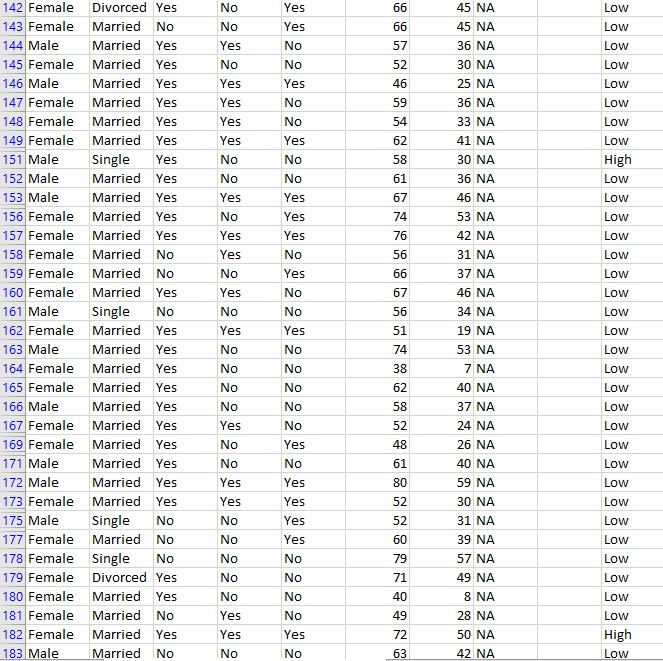 142 Female Divorced Yes No Yes 66 45 NA Low
143 Female Married No No Yes 66 45 NA Low
144 Male Married Yes Yes No 57 36 NA Low
145 Female Married Yes No No 52 30 NA Low
146 Male Married Yes Yes Yes 46 25 NA Low
147 Female Married Yes Yes No 59 36 NA Low
148 Female Married Yes Yes No 54 33 NA Low
149 Female Married Yes Yes Yes 62 41 NA Low
151 Male Single Yes No No 58 30 NA High
152 Male Married Yes No No 61 36 NA Low
153 Male Married Yes Yes Yes 67 46 NA Low
156 Female Married Yes No Yes 74 53 NA Low
157 Female Married Yes Yes Yes 76 42 NA Low
158 Female Married No Yes No 56 31 NA Low
159 Female Married No No Yes 66 37 NA Low
160 Female Married Yes Yes No 67 46 NA Low
161 Male Single No No No 56 34 NA Low
162 Female Married Yes Yes Yes 51 19 NA Low
163 Male Married Yes No No 74 53 NA Low
164 Female Married Yes No No 38 7 NA Low
165 Female Married Yes No No 62 40 NA Low
166 Male Married Yes No No 58 37 NA Low
167 Female Married Yes Yes No 52 24 NA Low
169 Female Married Yes No Yes 48 26 NA Low
171 Male Married Yes No No 61 40 NA Low
172 Male Married Yes Yes Yes 80 59 NA Low
173 Female Married Yes Yes Yes 52 30 NA Low
175 Male Single No No Yes 52 31 NA Low
177 Female Married No No Yes 60 39 NA Low
178 Female Single No No No 79 57 NA Low
179 Female Divorced Yes No No 71 49 NA Low
180 Female Married Yes No No 40 8 NA Low
181 Female Married No Yes No 49 28 NA Low
182 Female Married Yes Yes Yes 72 50 NA High
183 Male Married No No No 63 42 NA Low